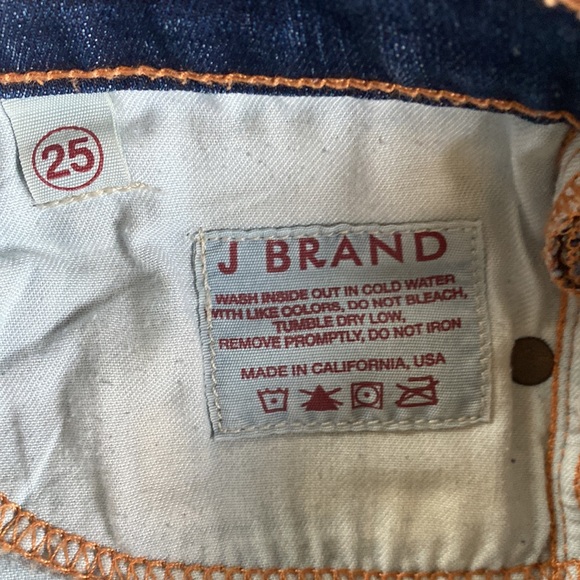 25
J BRAND
WASH INSIDE OUT IN COLD WATER
WITH LIKE COLORS, DO NOT BLEACH,
TUMBLE DRY LOW,
REMOVE PROMPTLY, DO NOT IRON
MADE IN CALIFORNIA, USA